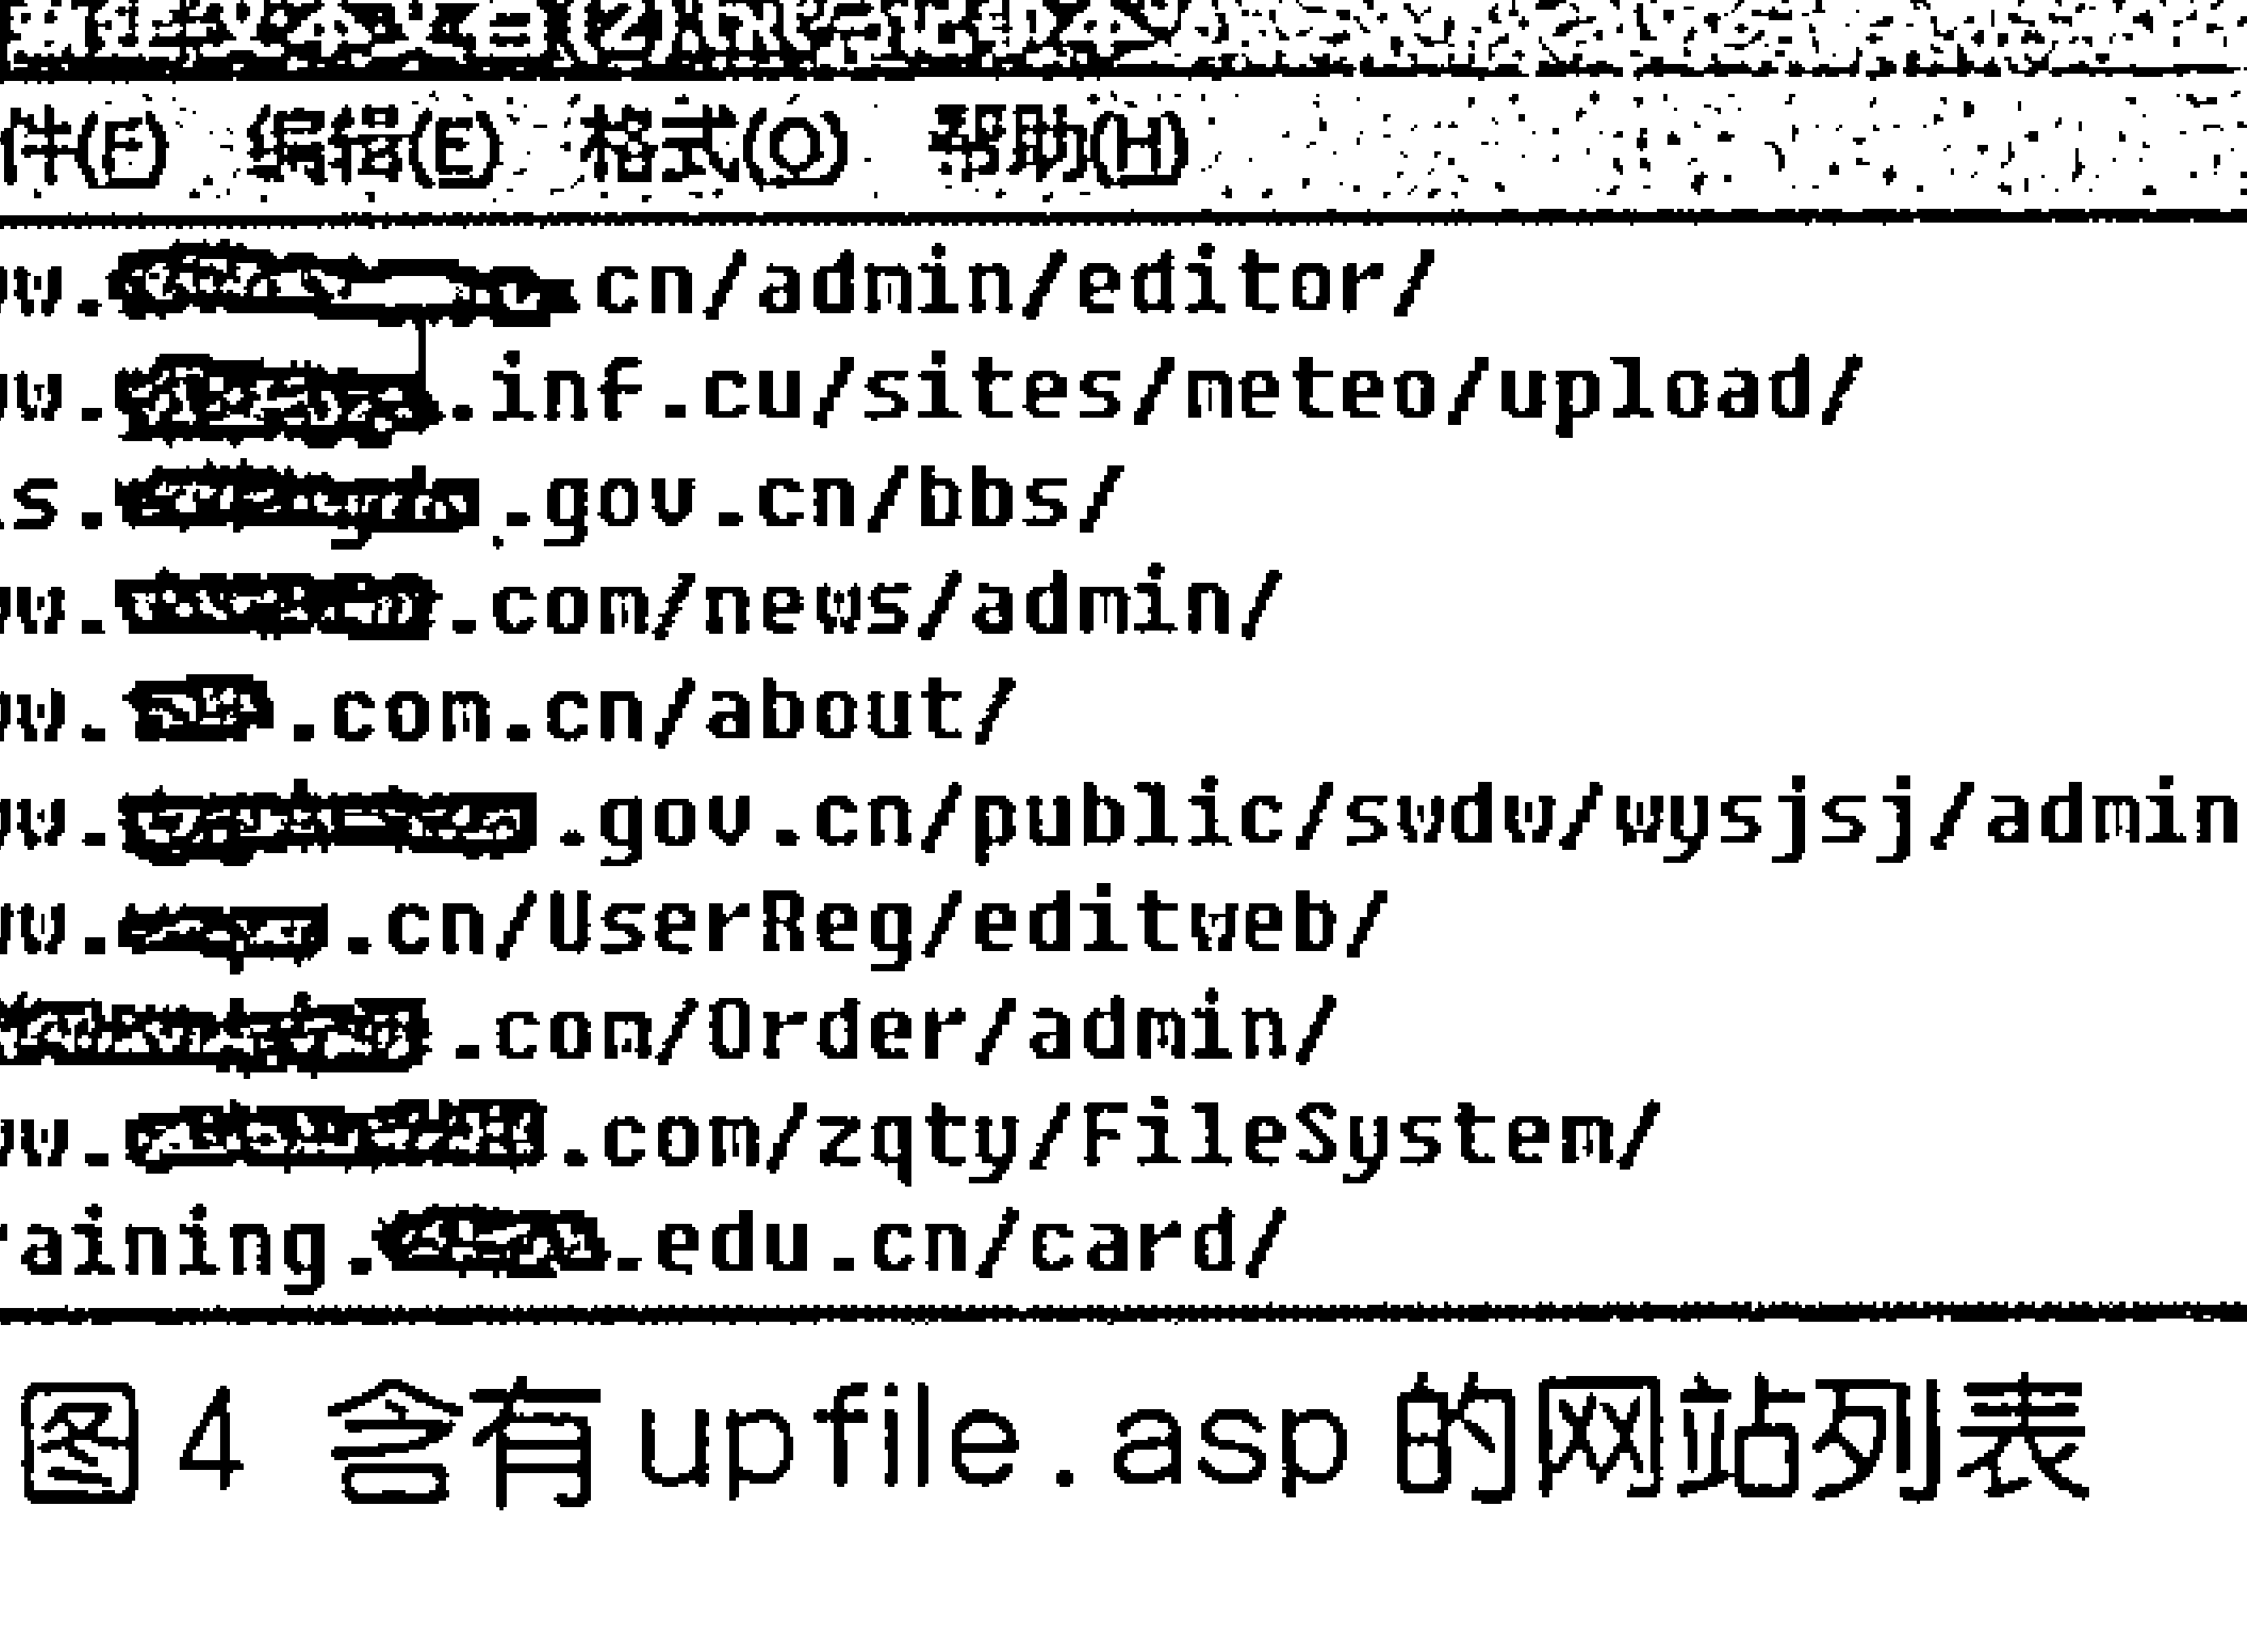 件(F) 编辑(E) 格式(O) 帮助(H)
w. cn/admin/editor/
w. .inf.cu/sites/meteo/upload/
s. .gov.cn/bbs/
w. .com/news/admin/
w. .com.cn/about/
w. .gov.cn/public/swdw/wysjsj/admin
w. .cn/UserReg/editweb/
.com/Order/admin/
w. .com/zqty/FileSystem/
raining. .edu.cn/card/
图4 含有upfile.asp的网站列表